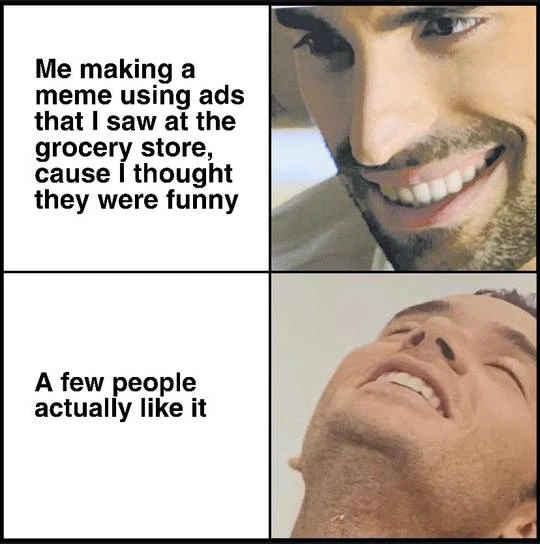 Me making a
meme using ads
that I saw at the
grocery store,
cause I thought
they were funny
A few people
actually like it